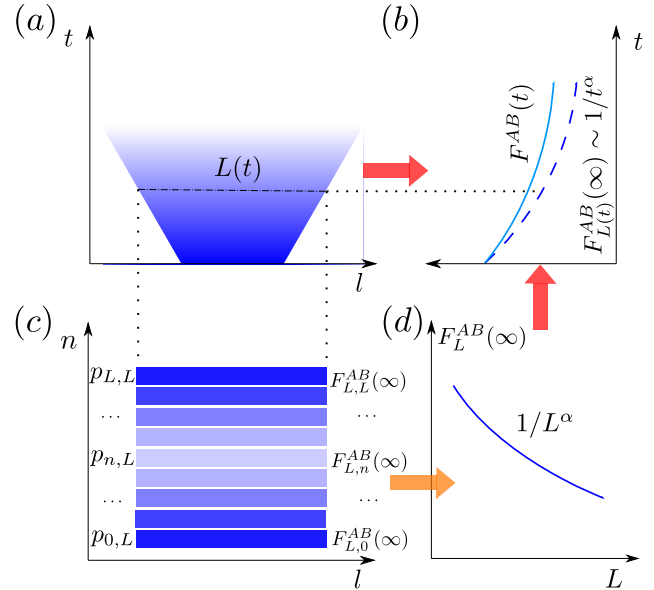 (a)
t
L(t)
l
(b)
t
F^{AB}(t)
F^{AB}_{L(t)}(∞) ∼ 1/t^α
(c)
n
p_{L,L}
F^{AB}_{L,L}(∞)
...
...
p_{n,L}
F^{AB}_{L,n}(∞)
...
...
p_{0,L}
F^{AB}_{L,0}(∞)
l
(d)
F^{AB}_L(∞)
1/L^α
L